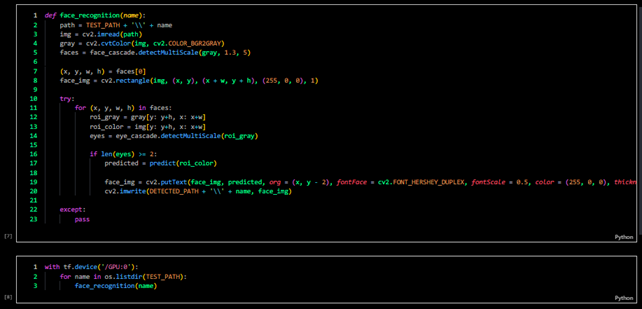 1 def face_recognition(name):
2     path = TEST_PATH + '\\' + name
3     img = cv2.imread(path)
4     gray = cv2.cvtColor(img, cv2.COLOR_BGR2GRAY)
5     faces = face_cascade.detectMultiScale(gray, 1.3, 5)
6
7     (x, y, w, h) = faces[0]
8     face_img = cv2.rectangle(img, (x, y), (x + w, y + h), (255, 0, 0), 1)
9
10     try:
11         for (x, y, w, h) in faces:
12             roi_gray = gray[y: y+h, x: x+w]
13             roi_color = img[y: y+h, x: x+w]
14             eyes = eye_cascade.detectMultiScale(roi_gray)
15
16             if len(eyes) >= 2:
17                 predicted = predict(roi_color)
18
19                 face_img = cv2.putText(face_img, predicted, org = (x, y - 2), fontFace = cv2.FONT_HERSHEY_DUPLEX, fontScale = 0.5, color = (255, 0, 0), thickn
20                 cv2.imwrite(DETECTED_PATH + '\\' + name, face_img)
21
22     except:
23         pass
[7]
Python
1 with tf.device('/GPU:0'):
2     for name in os.listdir(TEST_PATH):
3         face_recognition(name)
[8]
Python